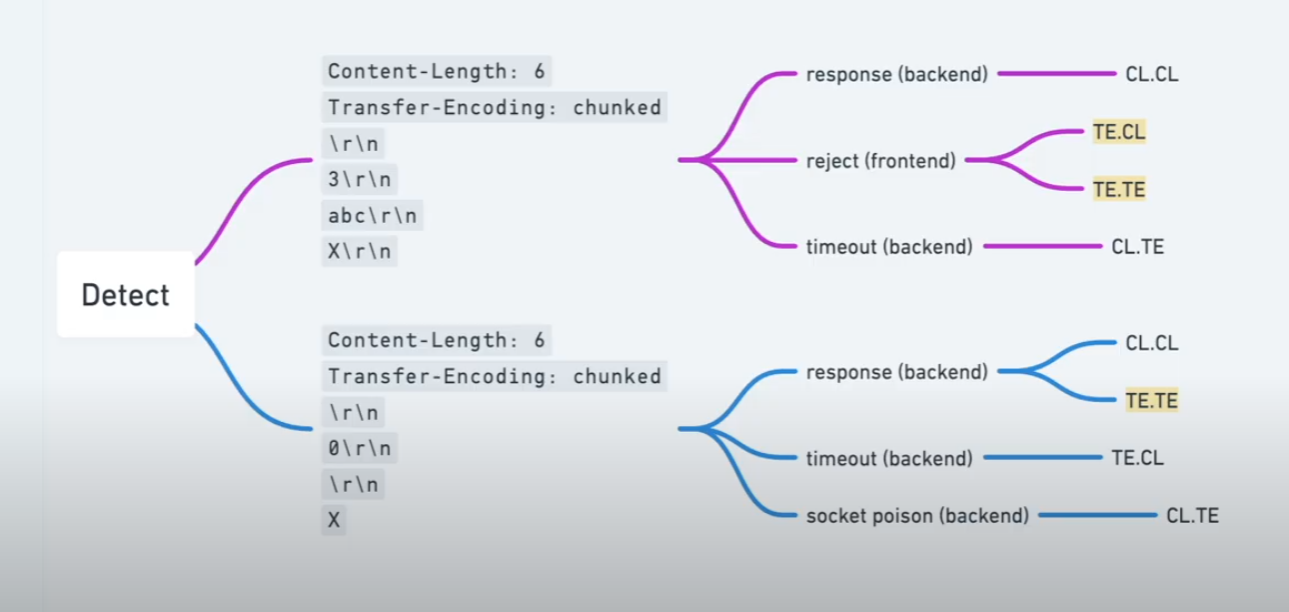 Detect
Content-Length: 6
Transfer-Encoding: chunked
\r\n
3\r\n
abc\r\n
X\r\n
response (backend)
CL.CL
reject (frontend)
TE.CL
TE.TE
timeout (backend)
CL.TE
Content-Length: 6
Transfer-Encoding: chunked
\r\n
0\r\n
\r\n
X
response (backend)
CL.CL
TE.TE
timeout (backend)
TE.CL
socket poison (backend)
CL.TE